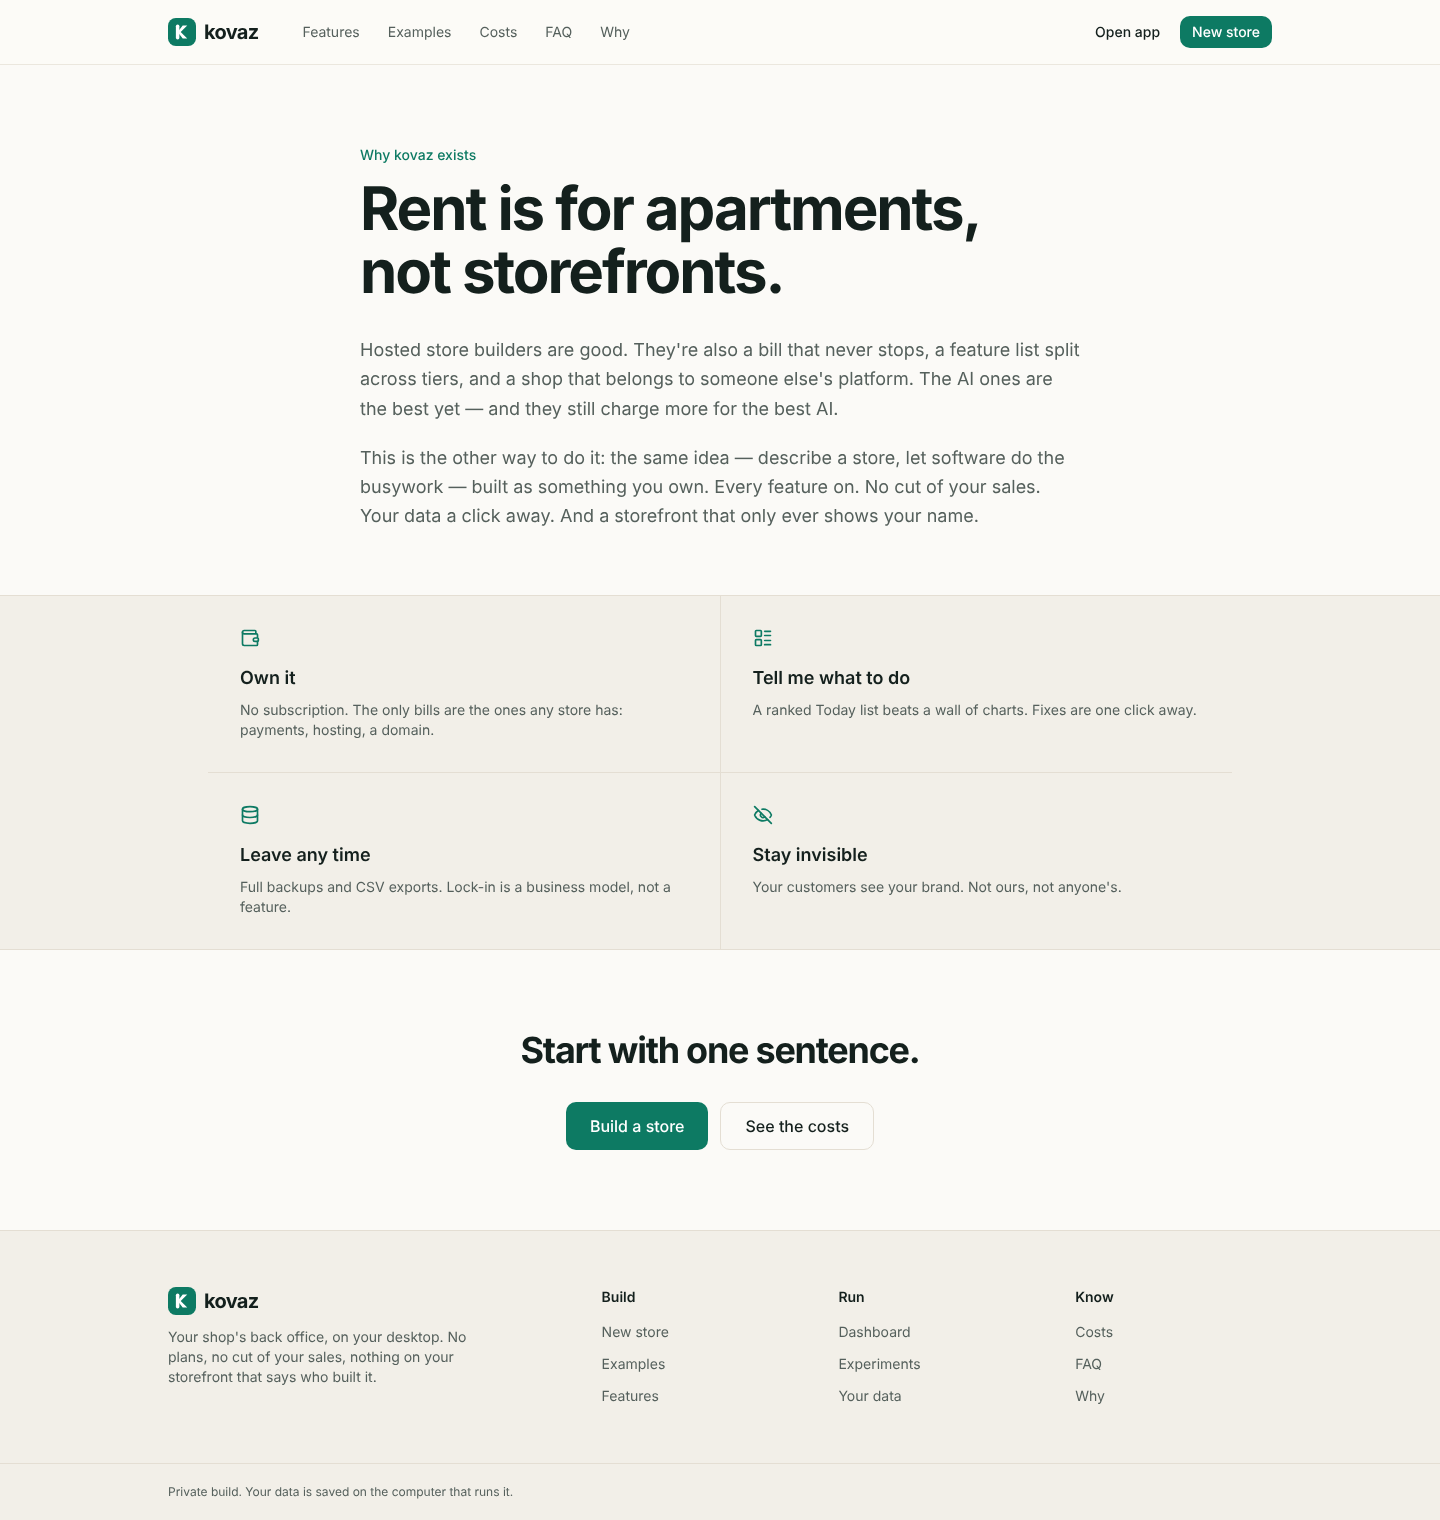 kovaz
Features
Examples
Costs
FAQ
Why
Open app
New store
Why kovaz exists
Rent is for apartments,
not storefronts.
Hosted store builders are good. They're also a bill that never stops, a feature list split
across tiers, and a shop that belongs to someone else's platform. The AI ones are
the best yet — and they still charge more for the best AI.
This is the other way to do it: the same idea — describe a store, let software do the
busywork — built as something you own. Every feature on. No cut of your sales.
Your data a click away. And a storefront that only ever shows your name.
Own it
No subscription. The only bills are the ones any store has:
payments, hosting, a domain.
Tell me what to do
A ranked Today list beats a wall of charts. Fixes are one click away.
Leave any time
Full backups and CSV exports. Lock-in is a business model, not a
feature.
Stay invisible
Your customers see your brand. Not ours, not anyone's.
Start with one sentence.
Build a store
See the costs
kovaz
Your shop's back office, on your desktop. No
plans, no cut of your sales, nothing on your
storefront that says who built it.
Build
New store
Examples
Features
Run
Dashboard
Experiments
Your data
Know
Costs
FAQ
Why
Private build. Your data is saved on the computer that runs it.